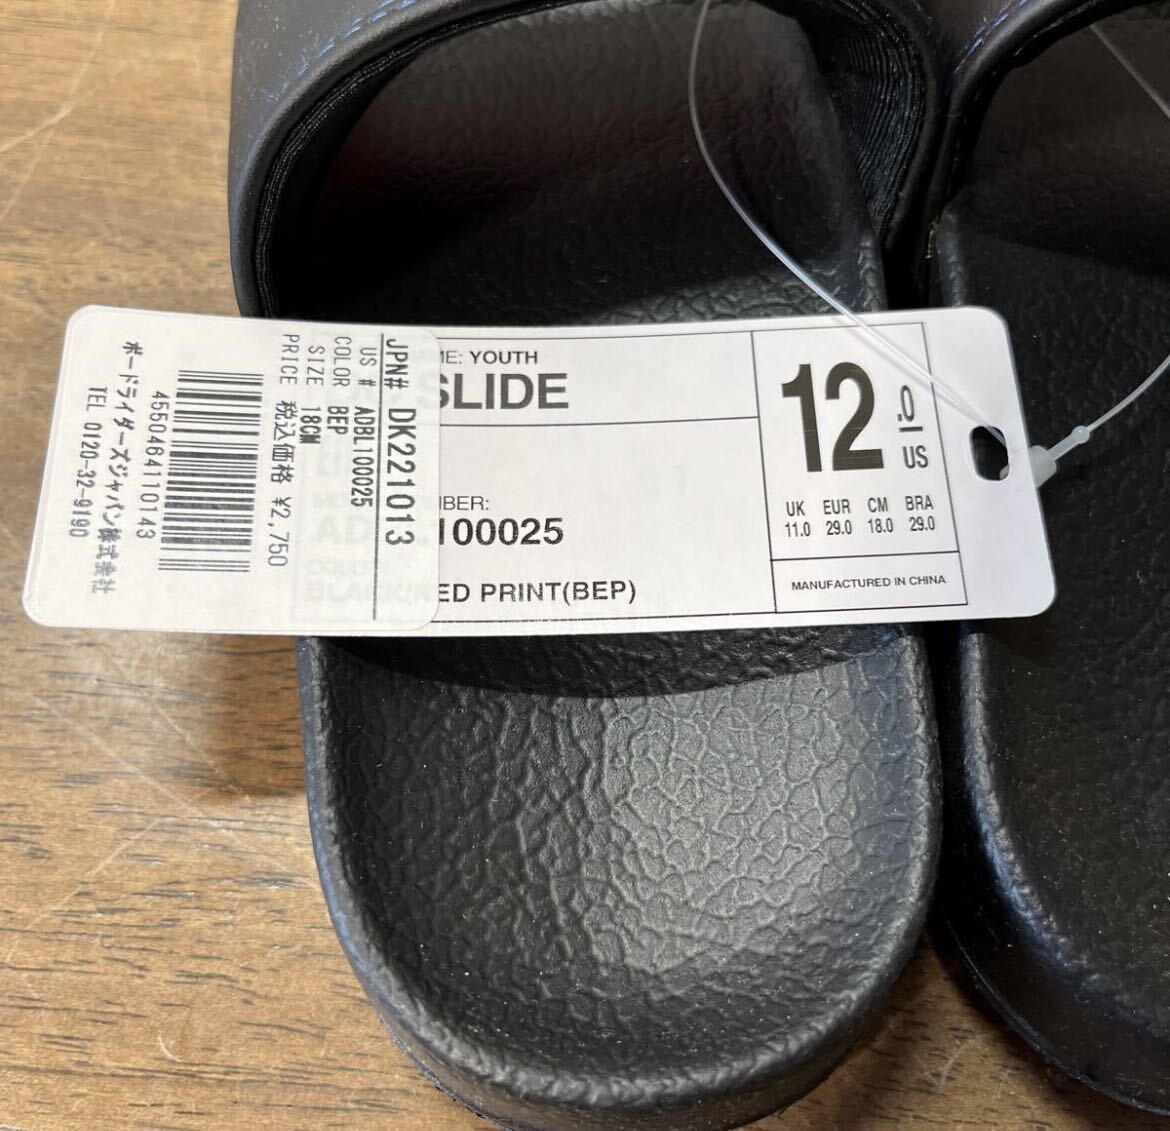 JPN# DK221013
US # ADBL100025
COLOR BEP
SIZE 18CM
PRICE 税込価格 ¥2,750
4550464110143
ボードライダーズジャパン株式会社
TEL 0120-32-9190
ME: YOUTH
SLIDE
BER:
100025
ED PRINT(BEP)
12.0
US
UK EUR CM BRA
11.0 29.0 18.0 29.0
MANUFACTURED IN CHINA